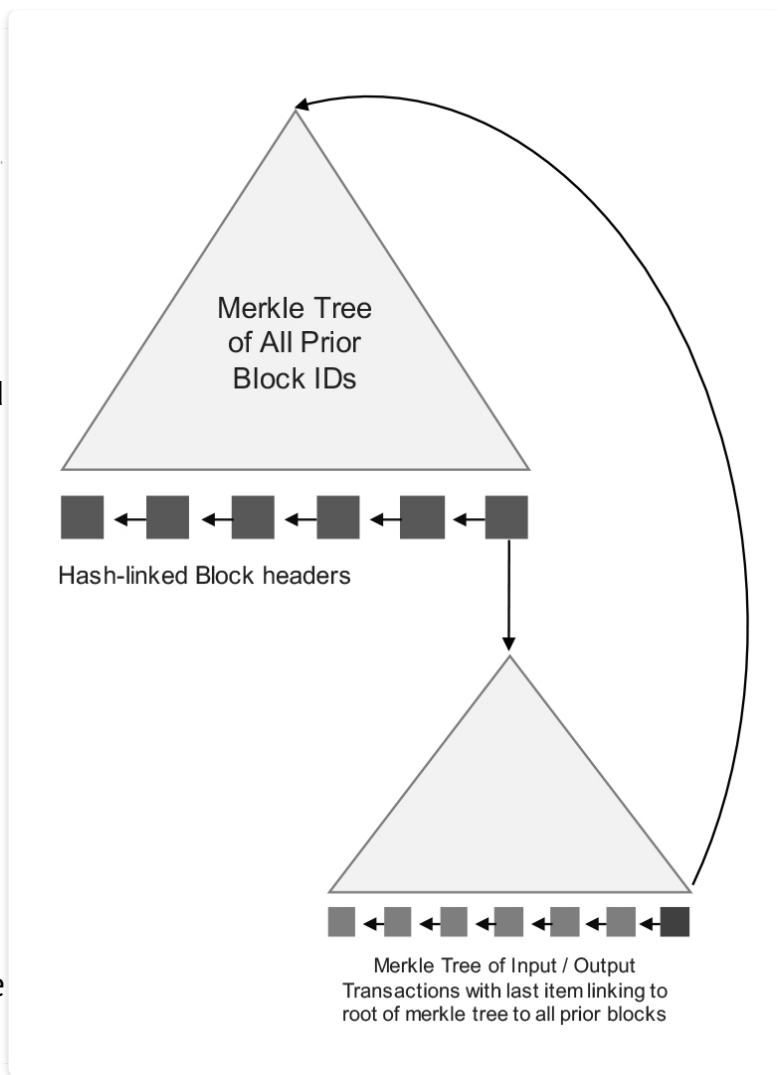 Merkle Tree
of All Prior
Block IDs
Hash-linked Block headers
Merkle Tree of Input / Output
Transactions with last item linking to
root of merkle tree to all prior blocks